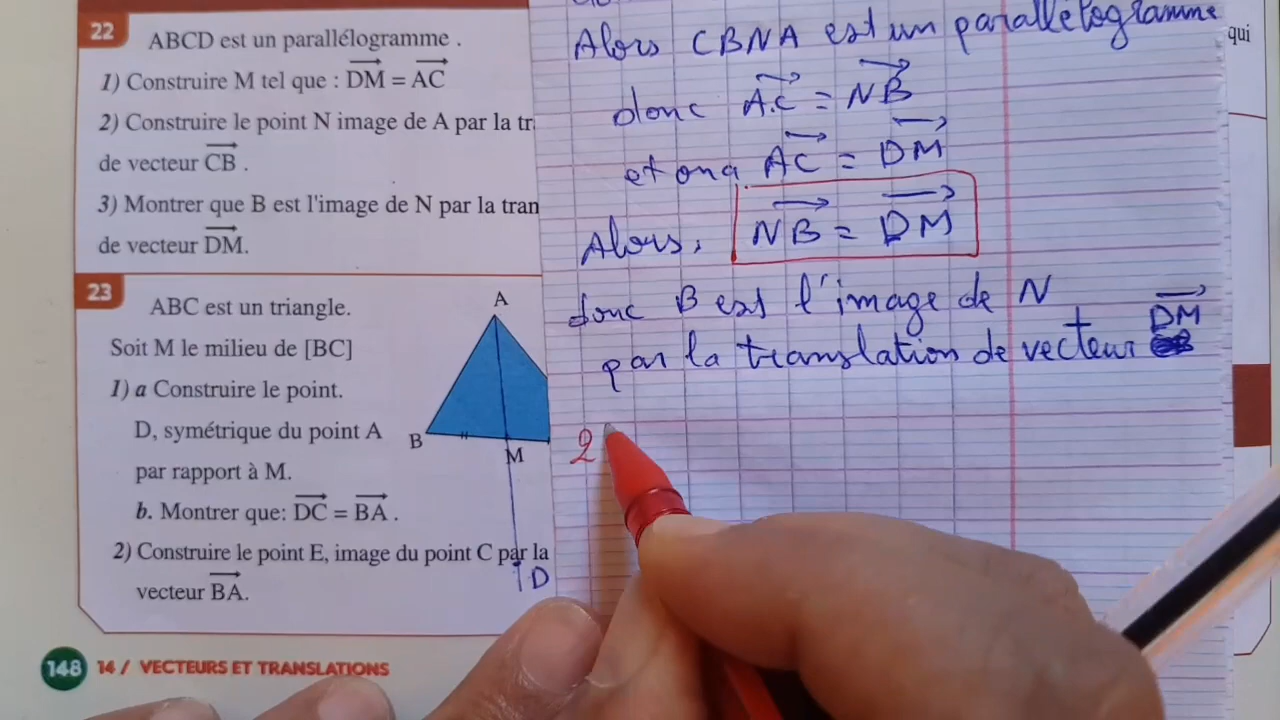 22
ABCD est un parallélogramme .
1) Construire M tel que : DM = AC
2) Construire le point N image de A par la
de vecteur CB .
3) Montrer que B est l'image de N par la
de vecteur DM.
23
ABC est un triangle.
Soit M le milieu de [BC]
1) a Construire le point.
D, symétrique du point A
par rapport à M.
b. Montrer que: DC = BA .
2) Construire le point E, image du point C par la
vecteur BA.
A
B
M
D
148 14 / VECTEURS ET TRANSLATIONS
Alors CBNA est un parallélogramme
donc AC = NB
et ona AC = DM
Alors, NB = DM
donc B est l'image de N
par la translation de vecteur DM
2
qui